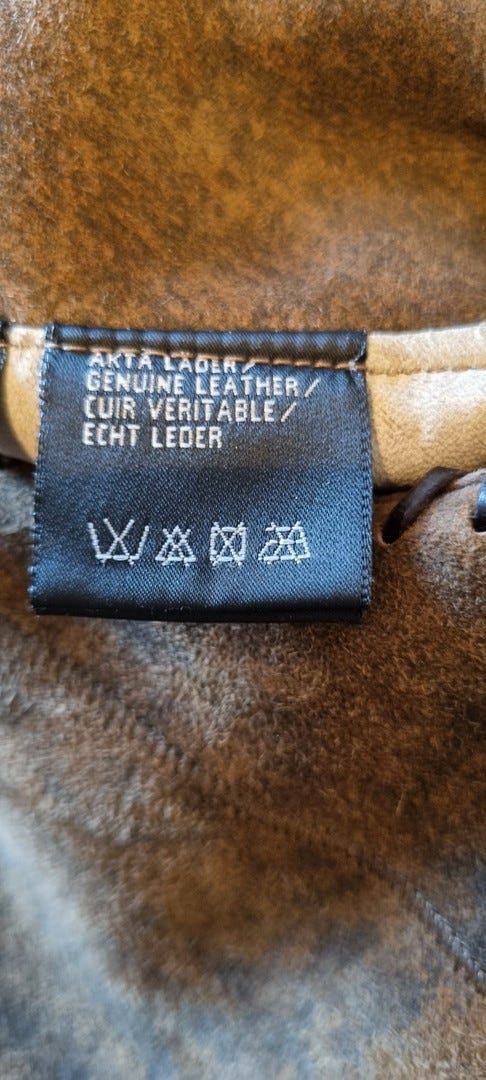 ÄKTA LÄDER/
GENUINE LEATHER/
CUIR VERITABLE/
ECHT LEDER